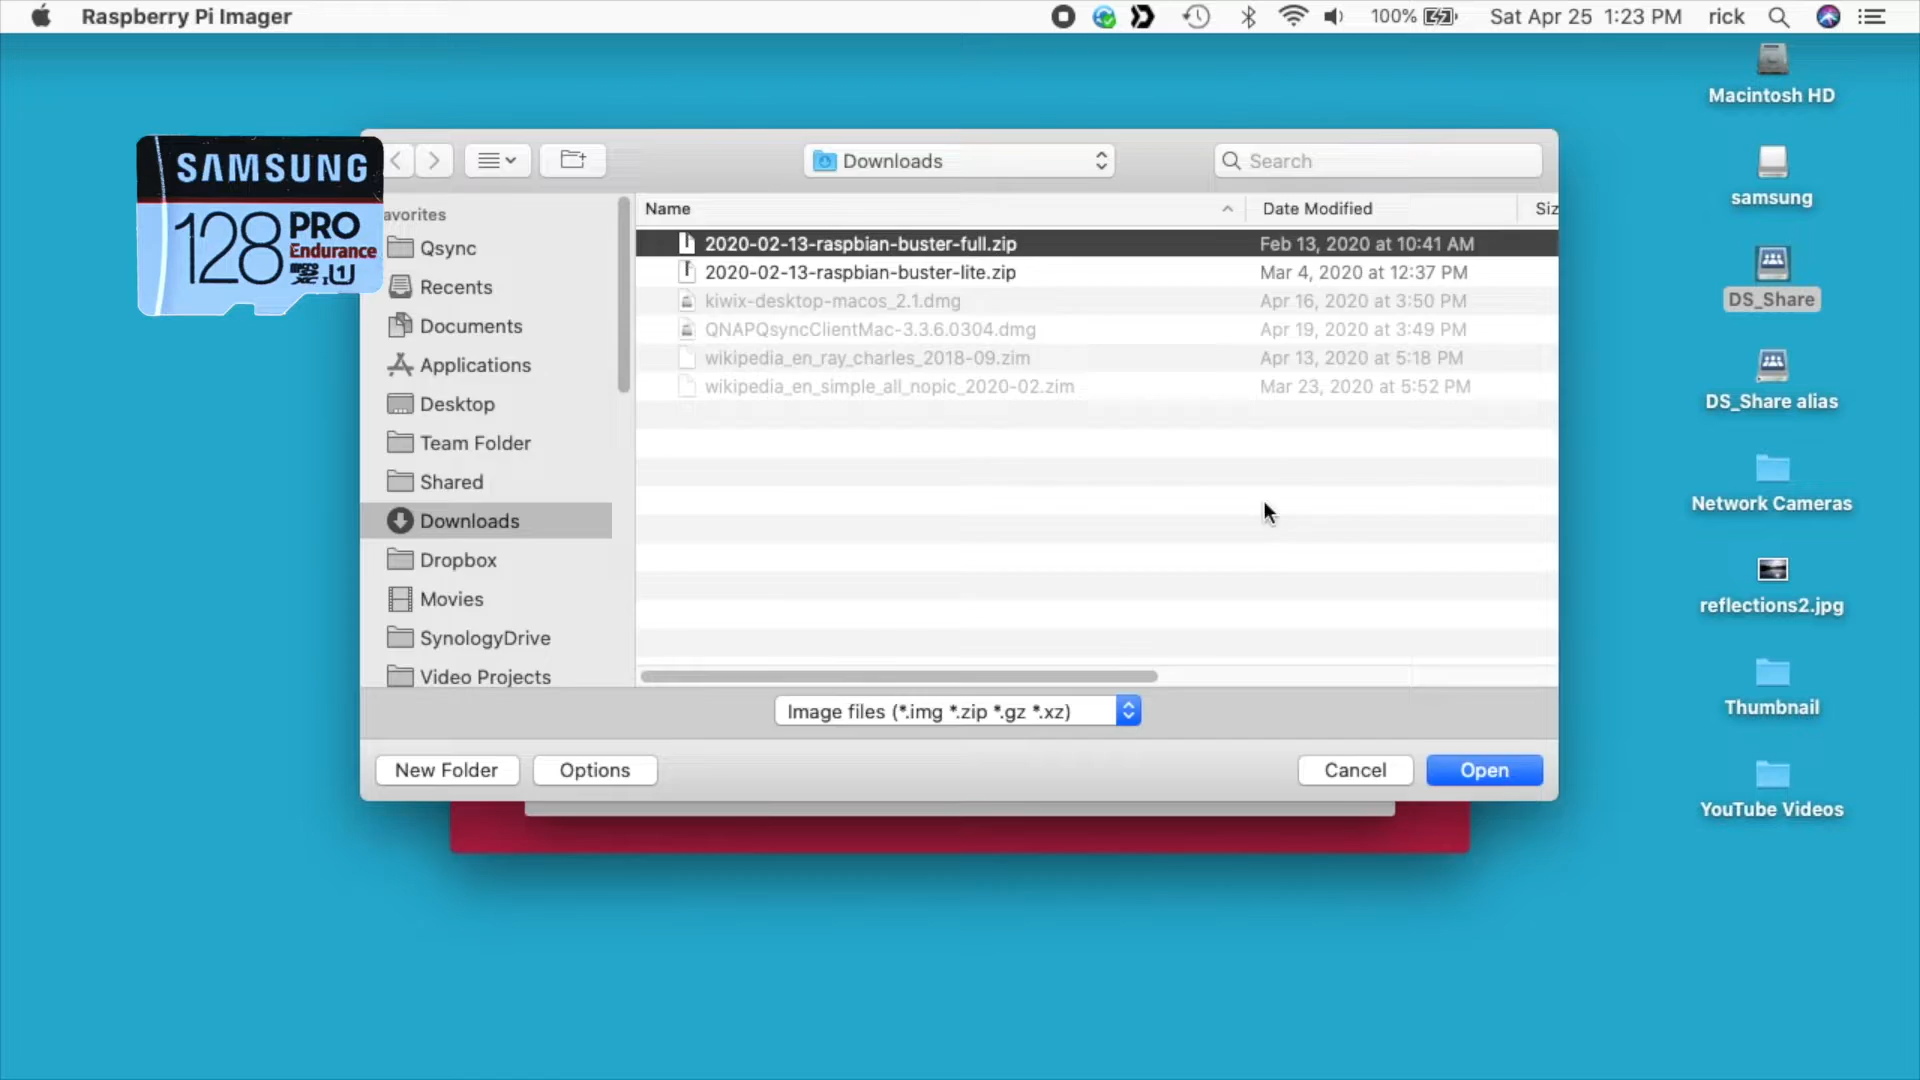 Raspberry Pi Imager
100%
Sat Apr 25 1:23 PM
rick
Macintosh HD
samsung
DS_Share
DS_Share alias
Network Cameras
reflections2.jpg
Thumbnail
YouTube Videos
SAMSUNG
128 PRO
Endurance
Downloads
Search
avorites
Qsync
Recents
Documents
Applications
Desktop
Team Folder
Shared
Downloads
Dropbox
Movies
SynologyDrive
Video Projects
Name Date Modified Siz
2020-02-13-raspbian-buster-full.zip Feb 13, 2020 at 10:41 AM
2020-02-13-raspbian-buster-lite.zip Mar 4, 2020 at 12:37 PM
kiwix-desktop-macos_2.1.dmg Apr 16, 2020 at 3:50 PM
QNAPQsyncClientMac-3.3.6.0304.dmg Apr 19, 2020 at 3:49 PM
wikipedia_en_ray_charles_2018-09.zim Apr 13, 2020 at 5:18 PM
wikipedia_en_simple_all_nopic_2020-02.zim Mar 23, 2020 at 5:52 PM
Image files (*.img *.zip *.gz *.xz)
New Folder
Options
Cancel
Open